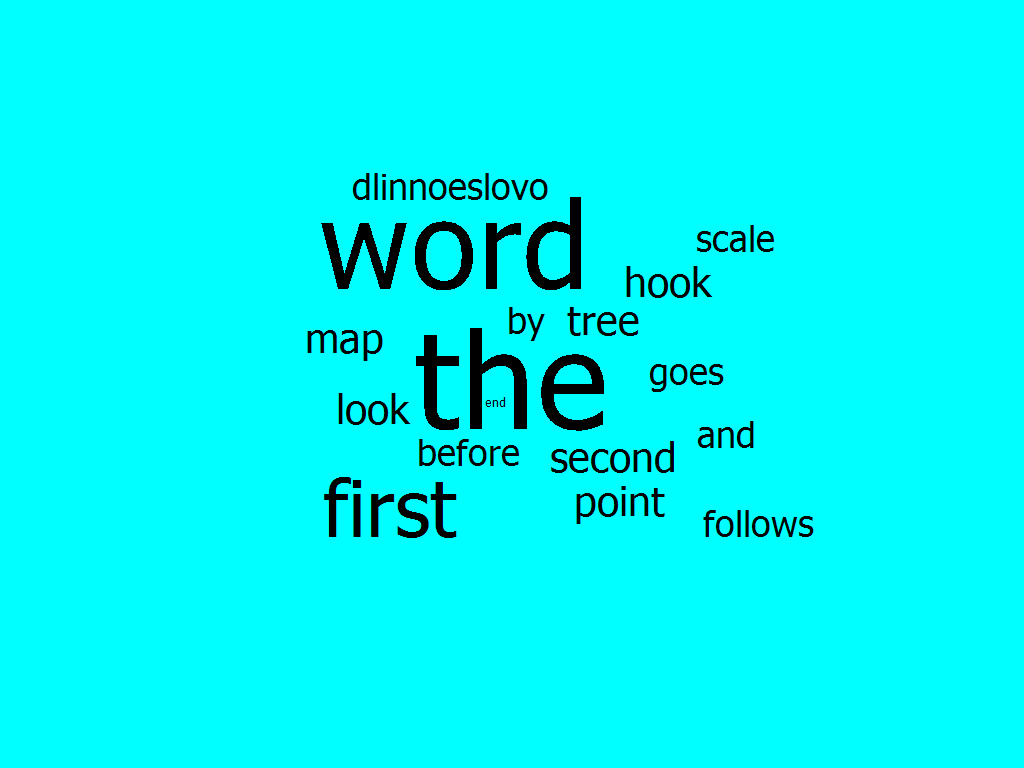 dlinnoeslovo
word
scale
hook
by tree
map
the
goes
end
look
and
before
second
point
first
follows